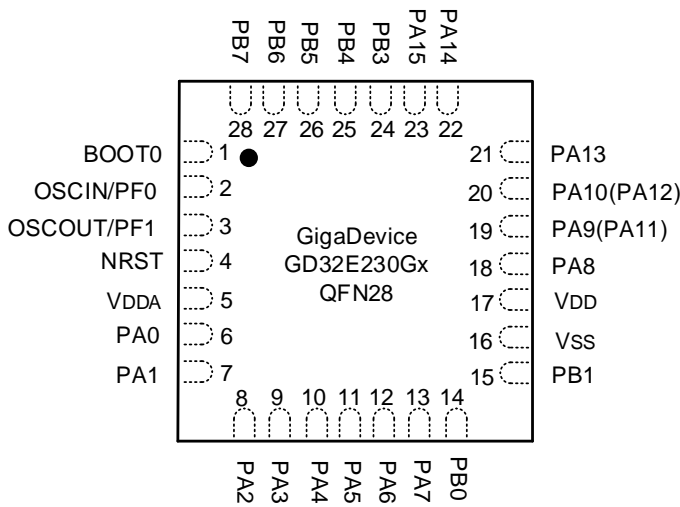 PB7 PB6 PB5 PB4 PB3 PA15 PA14
28 27 26 25 24 23 22
BOOT0 1 21 PA13
OSCIN/PF0 2 20 PA10(PA12)
OSCOUT/PF1 3 19 PA9(PA11)
NRST 4 18 PA8
VDDA 5 17 VDD
PA0 6 16 VSS
PA1 7 15 PB1
GigaDevice
GD32E230Gx
QFN28
8 9 10 11 12 13 14
PA2 PA3 PA4 PA5 PA6 PA7 PB0